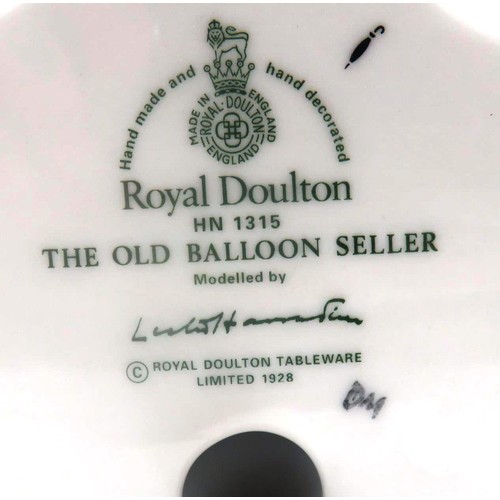 Hand made and hand decorated
MADE IN ENGLAND
ROYAL·DOULTON
ENGLAND
Royal Doulton
HN 1315
THE OLD BALLOON SELLER
Modelled by
© ROYAL DOULTON TABLEWARE
LIMITED 1928